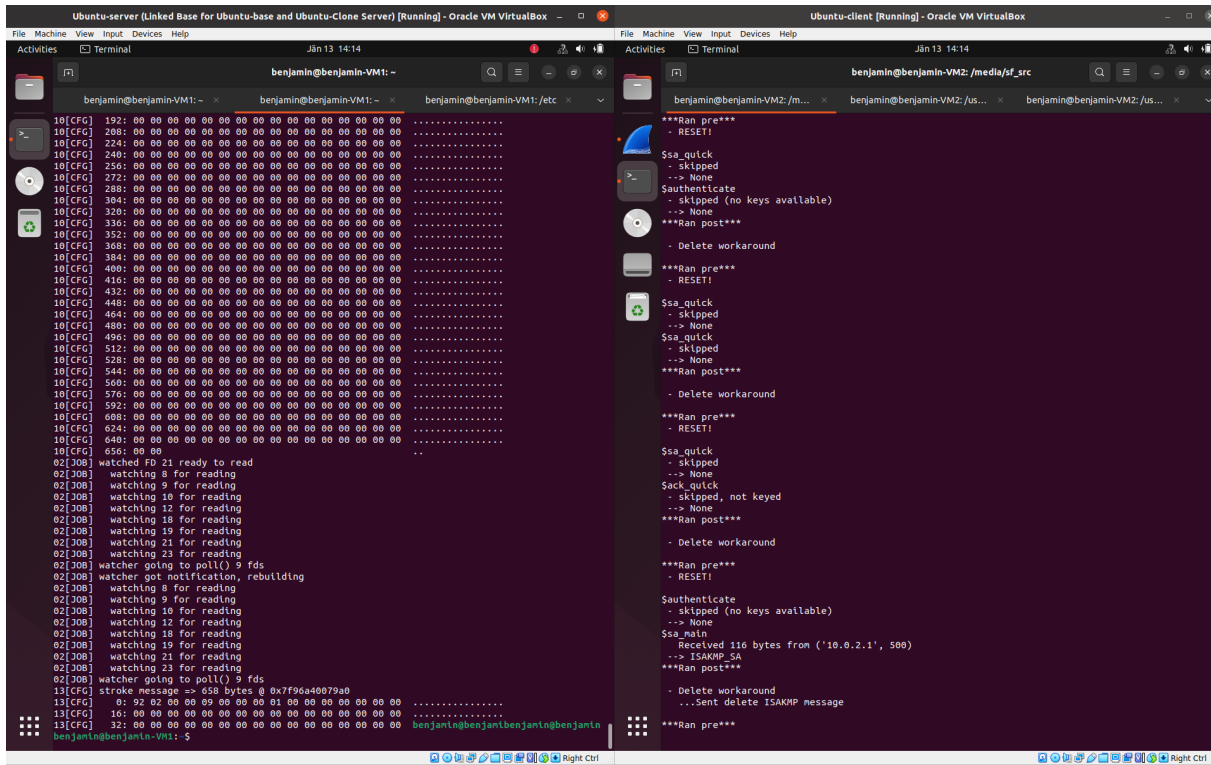 Ubuntu-server (Linked Base for Ubuntu-base and Ubuntu-Clone Server) [Running] - Oracle VM VirtualBox
File Machine View Input Devices Help
Activities Terminal Jän 13 14:14
benjamin@benjamin-VM1: ~
benjamin@benjamin-VM1: ~ benjamin@benjamin-VM1: ~ benjamin@benjamin-VM1: /etc
10[CFG] 192: 00 00 00 00 00 00 00 00 00 00 00 00 00 00 00 00 ................
10[CFG] 208: 00 00 00 00 00 00 00 00 00 00 00 00 00 00 00 00 ................
10[CFG] 224: 00 00 00 00 00 00 00 00 00 00 00 00 00 00 00 00 ................
10[CFG] 240: 00 00 00 00 00 00 00 00 00 00 00 00 00 00 00 00 ................
10[CFG] 256: 00 00 00 00 00 00 00 00 00 00 00 00 00 00 00 00 ................
10[CFG] 272: 00 00 00 00 00 00 00 00 00 00 00 00 00 00 00 00 ................
10[CFG] 288: 00 00 00 00 00 00 00 00 00 00 00 00 00 00 00 00 ................
10[CFG] 304: 00 00 00 00 00 00 00 00 00 00 00 00 00 00 00 00 ................
10[CFG] 320: 00 00 00 00 00 00 00 00 00 00 00 00 00 00 00 00 ................
10[CFG] 336: 00 00 00 00 00 00 00 00 00 00 00 00 00 00 00 00 ................
10[CFG] 352: 00 00 00 00 00 00 00 00 00 00 00 00 00 00 00 00 ................
10[CFG] 368: 00 00 00 00 00 00 00 00 00 00 00 00 00 00 00 00 ................
10[CFG] 384: 00 00 00 00 00 00 00 00 00 00 00 00 00 00 00 00 ................
10[CFG] 400: 00 00 00 00 00 00 00 00 00 00 00 00 00 00 00 00 ................
10[CFG] 416: 00 00 00 00 00 00 00 00 00 00 00 00 00 00 00 00 ................
10[CFG] 432: 00 00 00 00 00 00 00 00 00 00 00 00 00 00 00 00 ................
10[CFG] 448: 00 00 00 00 00 00 00 00 00 00 00 00 00 00 00 00 ................
10[CFG] 464: 00 00 00 00 00 00 00 00 00 00 00 00 00 00 00 00 ................
10[CFG] 480: 00 00 00 00 00 00 00 00 00 00 00 00 00 00 00 00 ................
10[CFG] 496: 00 00 00 00 00 00 00 00 00 00 00 00 00 00 00 00 ................
10[CFG] 512: 00 00 00 00 00 00 00 00 00 00 00 00 00 00 00 00 ................
10[CFG] 528: 00 00 00 00 00 00 00 00 00 00 00 00 00 00 00 00 ................
10[CFG] 544: 00 00 00 00 00 00 00 00 00 00 00 00 00 00 00 00 ................
10[CFG] 560: 00 00 00 00 00 00 00 00 00 00 00 00 00 00 00 00 ................
10[CFG] 576: 00 00 00 00 00 00 00 00 00 00 00 00 00 00 00 00 ................
10[CFG] 592: 00 00 00 00 00 00 00 00 00 00 00 00 00 00 00 00 ................
10[CFG] 608: 00 00 00 00 00 00 00 00 00 00 00 00 00 00 00 00 ................
10[CFG] 624: 00 00 00 00 00 00 00 00 00 00 00 00 00 00 00 00 ................
10[CFG] 640: 00 00 00 00 00 00 00 00 00 00 00 00 00 00 00 00 ................
10[CFG] 656: 00 00 ..
02[JOB] watched FD 21 ready to read
02[JOB] watching 8 for reading
02[JOB] watching 9 for reading
02[JOB] watching 10 for reading
02[JOB] watching 12 for reading
02[JOB] watching 18 for reading
02[JOB] watching 19 for reading
02[JOB] watching 21 for reading
02[JOB] watching 23 for reading
02[JOB] watcher going to poll() 9 fds
02[JOB] watcher got notification, rebuilding
02[JOB] watching 8 for reading
02[JOB] watching 9 for reading
02[JOB] watching 10 for reading
02[JOB] watching 12 for reading
02[JOB] watching 18 for reading
02[JOB] watching 19 for reading
02[JOB] watching 21 for reading
02[JOB] watching 23 for reading
02[JOB] watcher going to poll() 9 fds
13[CFG] stroke message => 658 bytes @ 0x7f96a40079a0
13[CFG] 0: 92 02 00 00 09 00 00 00 01 00 00 00 00 00 00 00 ................
13[CFG] 16: 00 00 00 00 00 00 00 00 00 00 00 00 00 00 00 00 ................
13[CFG] 32: 00 00 00 00 00 00 00 00 00 00 00 00 00 00 00 00 benjamin@benjamibenjamin@benjamin
benjamin@benjamin-VM1:~$
Right Ctrl
Ubuntu-client [Running] - Oracle VM VirtualBox
File Machine View Input Devices Help
Activities Terminal Jän 13 14:14
benjamin@benjamin-VM2: /media/sf_src
benjamin@benjamin-VM2: /m... benjamin@benjamin-VM2: /us... benjamin@benjamin-VM2: /us...
***Ran pre***
- RESET!
$sa_quick
- skipped
--> None
$authenticate
- skipped (no keys available)
--> None
***Ran post***
- Delete workaround
***Ran pre***
- RESET!
$sa_quick
- skipped
--> None
$sa_quick
- skipped
--> None
***Ran post***
- Delete workaround
***Ran pre***
- RESET!
$sa_quick
- skipped
--> None
$ack_quick
- skipped, not keyed
--> None
***Ran post***
- Delete workaround
***Ran pre***
- RESET!
$authenticate
- skipped (no keys available)
--> None
$sa_main
Received 116 bytes from ('10.0.2.1', 500)
--> ISAKMP_SA
***Ran post***
- Delete workaround
...Sent delete ISAKMP message
***Ran pre***
Right Ctrl